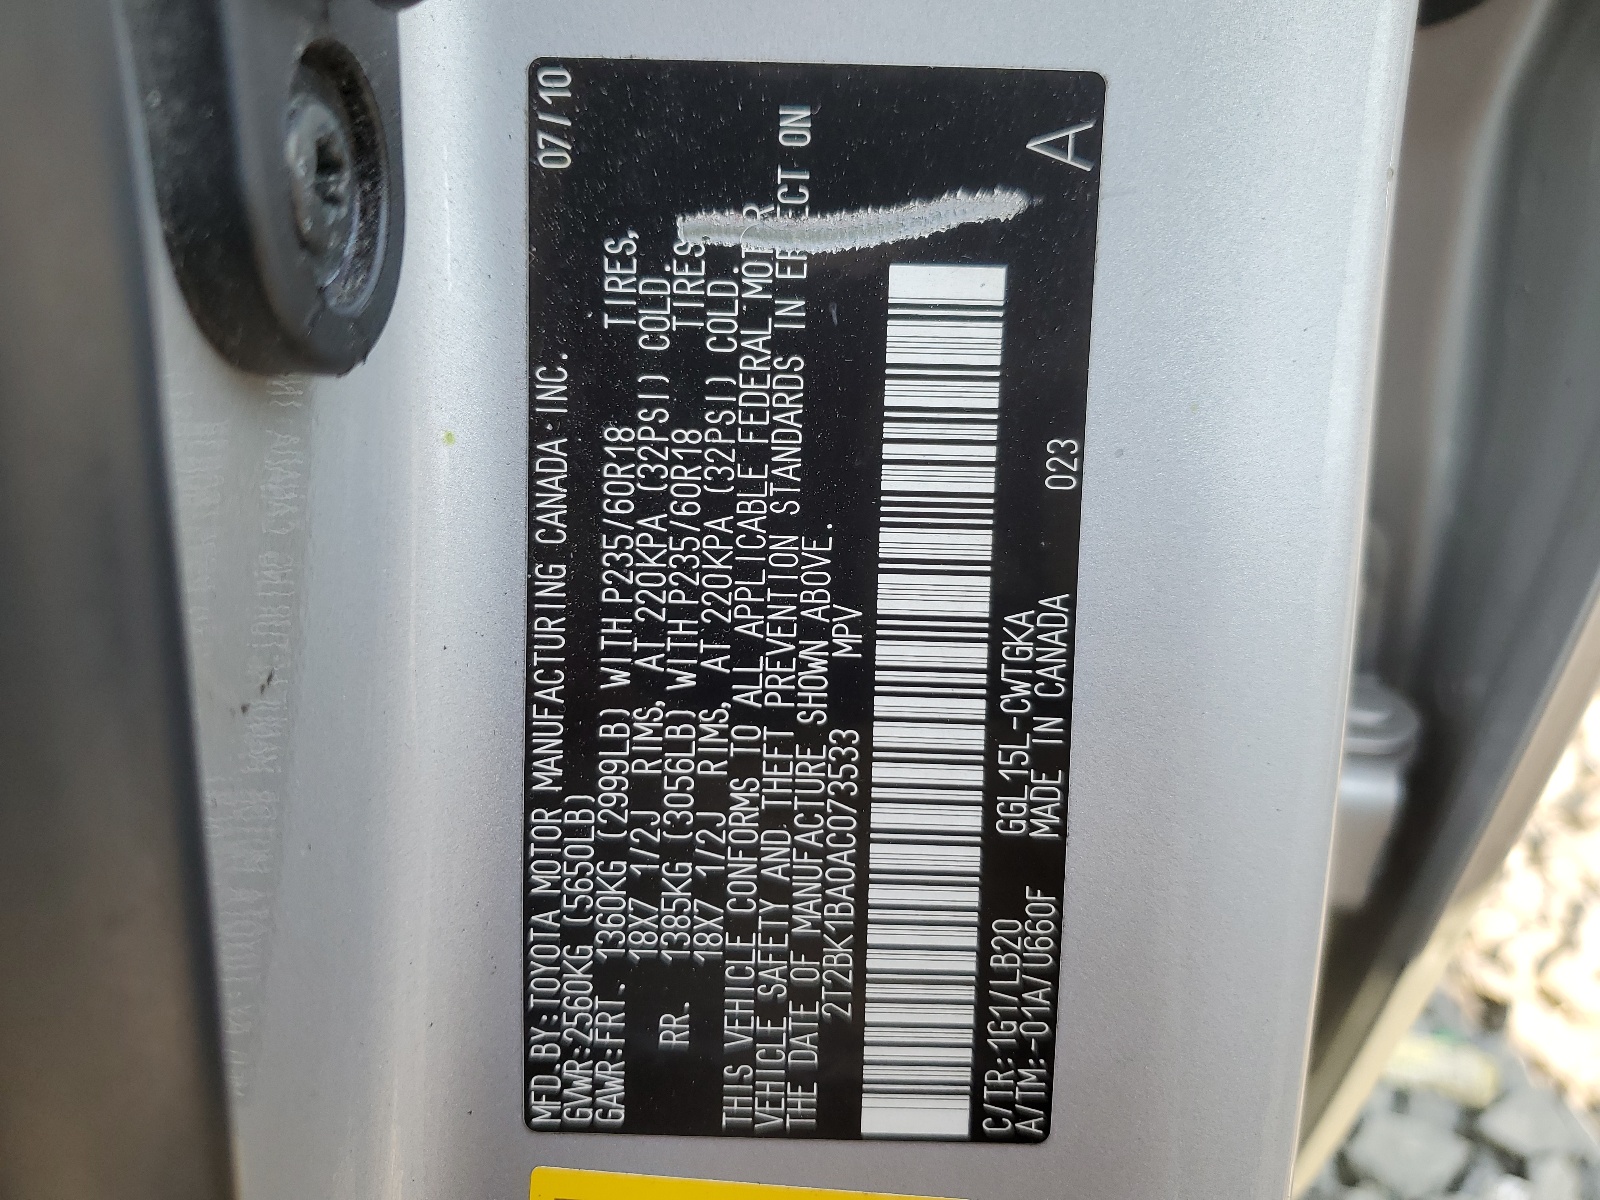 MFD.BY:TOYOTA MOTOR MANUFACTURING CANADA INC. 07/10
GVWR:2560KG (5650LB)
GAWR:FRT. 1360KG (2999LB) WITH P235/60R18 TIRES,
18X7 1/2J RIMS, AT 220KPA (32PSI) COLD.
RR. 1385KG (3056LB) WITH P235/60R18 TIRES,
18X7 1/2J RIMS, AT 220KPA (32PSI) COLD.
THIS VEHICLE CONFORMS TO ALL APPLICABLE FEDERAL MOTOR
VEHICLE SAFETY AND THEFT PREVENTION STANDARDS IN EFFECT ON
THE DATE OF MANUFACTURE SHOWN ABOVE.
2T2BK1BA0AC073533 MPV
C/TR:1G1/LB20 GGL15L-CWTGKA 023
A/TM:-01A/U660F MADE IN CANADA A